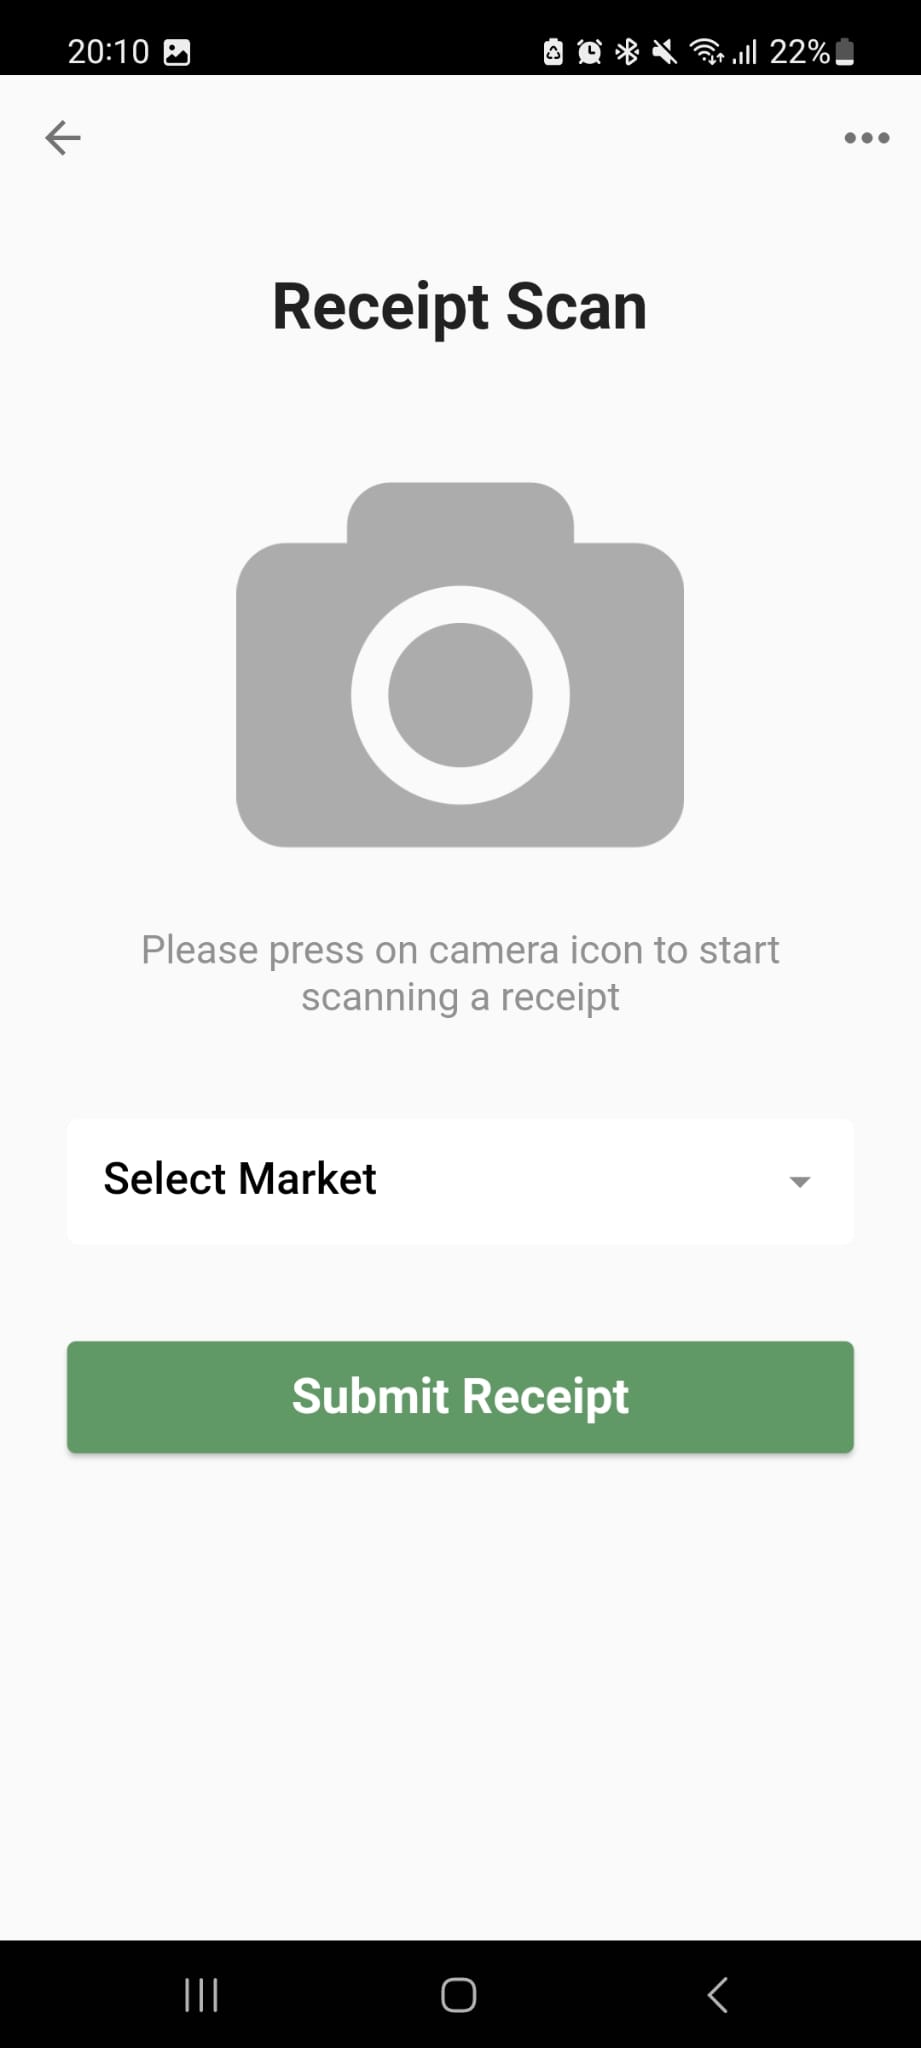 20:10
22%
Receipt Scan
Please press on camera icon to start
scanning a receipt
Select Market
Submit Receipt